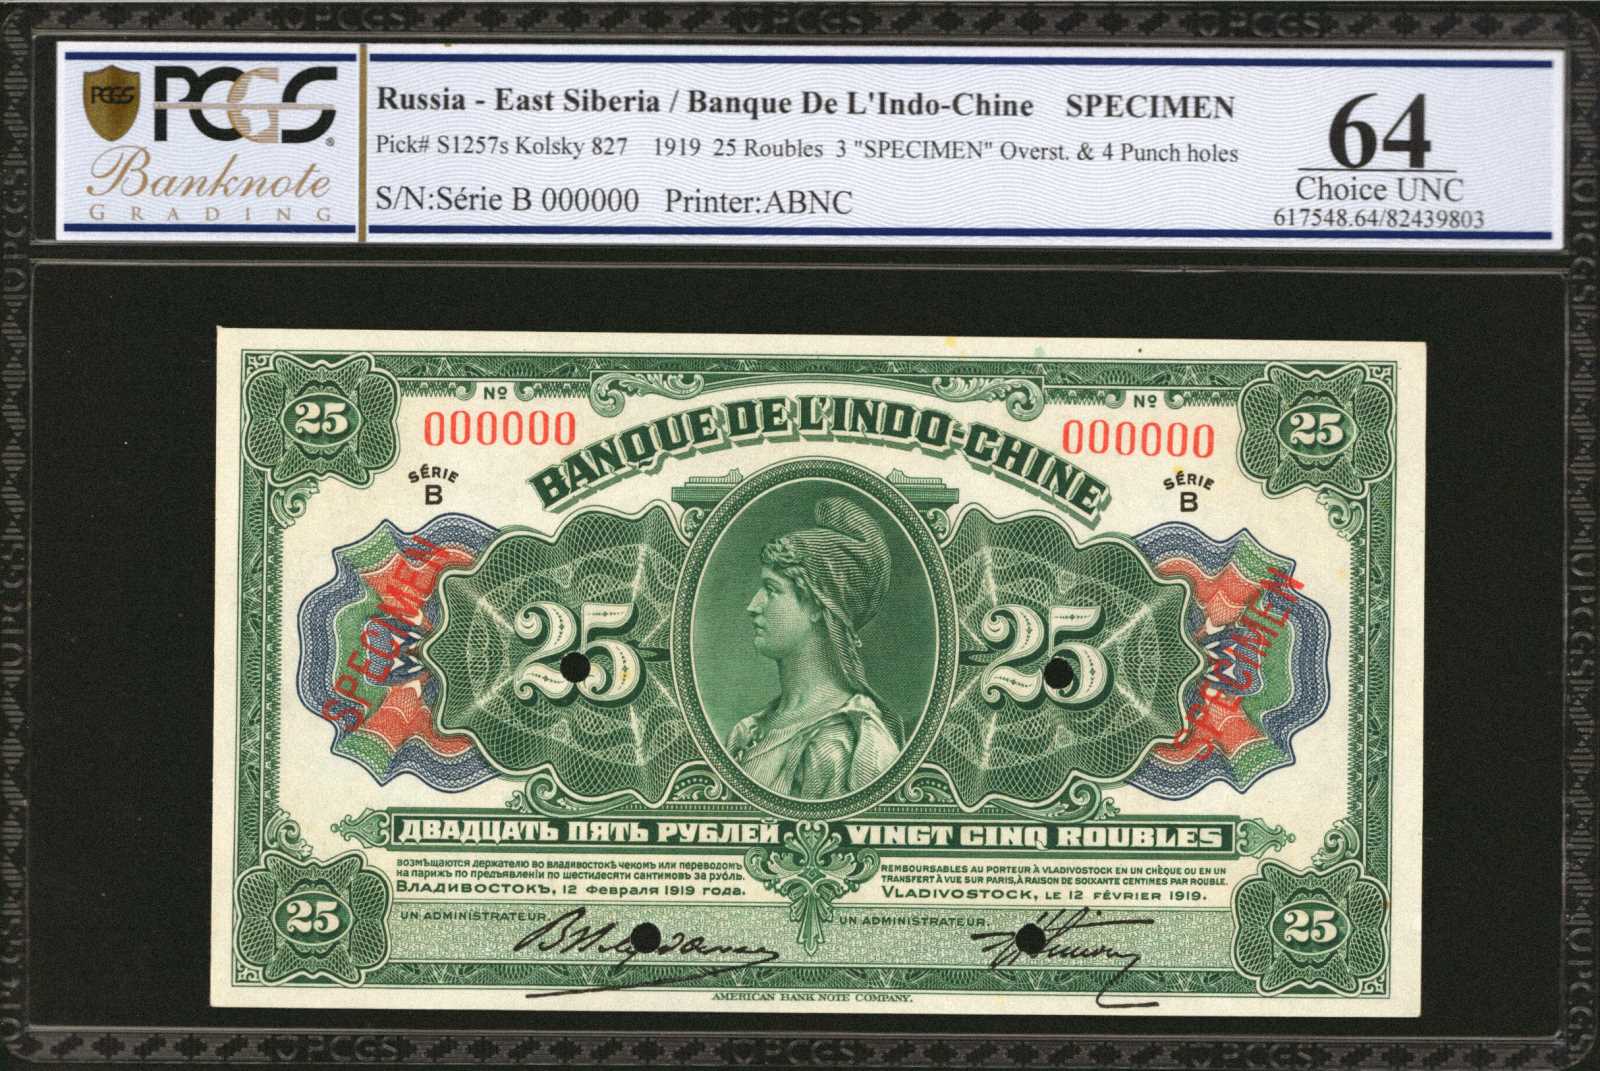 PCGS
Banknote
GRADING
Russia - East Siberia / Banque De L'Indo-Chine SPECIMEN
Pick# S1257s Kolsky 827 1919 25 Roubles 3 "SPECIMEN" Overst. & 4 Punch holes
S/N:Série B 000000 Printer:ABNC
64
Choice UNC
617548.64/82439803
25
25
Nº
000000
Nº
000000
BANQUE DE L'INDO-CHINE
SÉRIE
B
SÉRIE
B
SPECIMEN
SPECIMEN
25
25
ДВАДЦАТЬ ПЯТЬ РУБЛЕЙ
VINGT CINQ ROUBLES
ВОЗМѢЩАЮТСЯ ДЕРЖАТЕЛЮ ВО ВЛАДИВОСТОКѢ ЧЕКОМЪ ИЛИ ПЕРЕВОДОМЪ
НА ПАРИЖЪ ПО ПРЕДЪЯВЛЕНІИ ПО ШЕСТИДЕСЯТИ САНТИМОВЪ ЗА РУБЛЬ.
ВЛАДИВОСТОКЪ, 12 ФЕВРАЛЯ 1919 ГОДА.
REMBOURSABLES AU PORTEUR À VLADIVOSTOCK EN UN CHÈQUE OU EN UN
TRANSFERT À VUE SUR PARIS, À RAISON DE SOIXANTE CENTIMES PAR ROUBLE.
VLADIVOSTOCK, LE 12 FÉVRIER 1919.
UN ADMINISTRATEUR,
UN ADMINISTRATEUR,
25
25
AMERICAN BANK NOTE COMPANY.